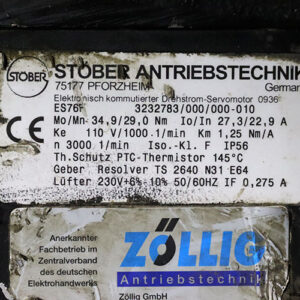 STÖBER
STÖBER ANTRIEBSTECHNIK
75177 PFORZHEIM German
Elektronisch kommutierter Drehstrom-Servomotor 0936
ES76F 3232783/000/000-010
Mo/Mn 34,9/29,0 Nm Io/In 27,3/22,9 A
Ke 110 V/1000.1/min Km 1,25 Nm/A
n 3000 1/min Iso.-Kl. F IP56
Th.Schutz PTC-Thermistor 145°C
Geber Resolver TS 2640 N31 E64
Lüfter 230V+6%-10% 50/60HZ IF 0,275 A
Anerkannter
Fachbetrieb im
Zentralverband
des deutschen
Elektrohandwerks
ZÖLLIG
Antriebstechnik
Zöllig GmbH